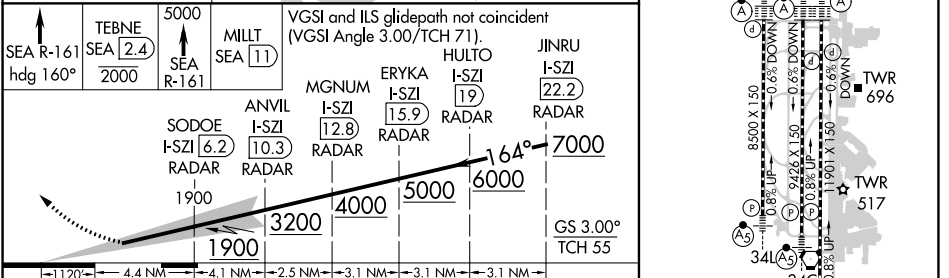 SEA R-161
hdg 160°
TEBNE
SEA 2.4
2000
5000
SEA
R-161
MILLT
SEA 11
VGSI and ILS glidepath not coincident
(VGSI Angle 3.00/TCH 71).
SODOE
I-SZI 6.2
RADAR
1900
ANVIL
I-SZI
10.3
RADAR
MGNUM
I-SZI
12.8
RADAR
ERYKA
I-SZI
15.9
RADAR
HULTO
I-SZI
19
RADAR
JINRU
I-SZI
22.2
RADAR
164°
7000
6000
5000
4000
3200
1900
GS 3.00°
TCH 55
1120'
4.4 NM
4.1 NM
2.5 NM
3.1 NM
3.1 NM
3.1 NM
A
A
P
P
0.6% DOWN
0.6% DOWN
0.6%
DOWN
TWR
696
8500 X 150
9426 X 150
11901 X 150
0.8% UP
0.8% UP
0.8% UP
TWR
517
P
P
P
A5
34L
A5